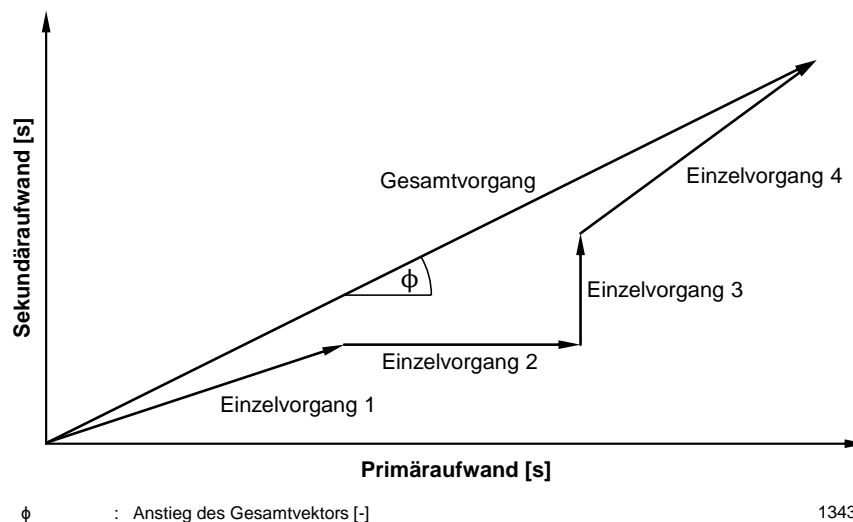 Sekundäraufwand [s]
Gesamtvorgang
Einzelvorgang 4
ϕ
Einzelvorgang 3
Einzelvorgang 2
Einzelvorgang 1
Primäraufwand [s]
ϕ : Anstieg des Gesamtvektors [-] 1343